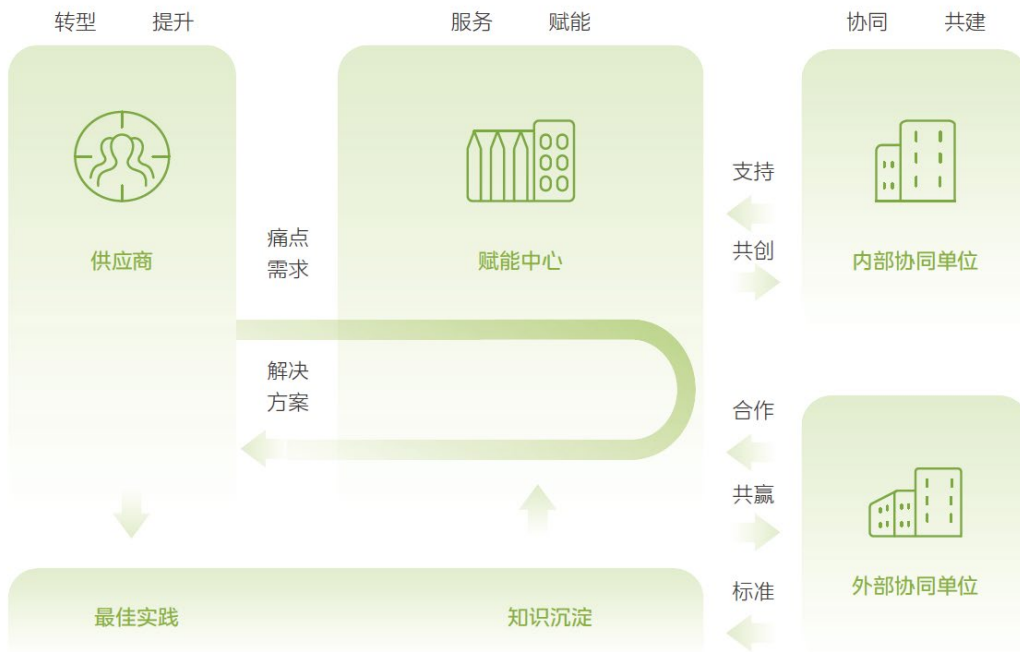 转型 提升
服务 赋能
协同 共建
供应商
痛点
需求
解决
方案
赋能中心
支持
共创
内部协同单位
合作
共赢
标准
外部协同单位
最佳实践
知识沉淀